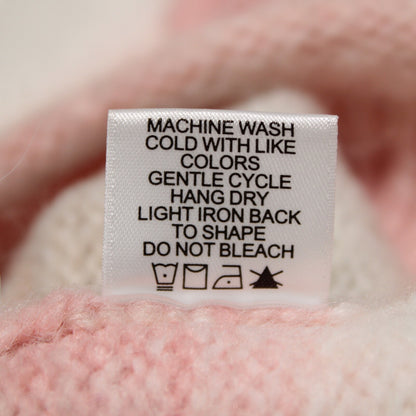 MACHINE WASH
COLD WITH LIKE
COLORS
GENTLE CYCLE
HANG DRY
LIGHT IRON BACK
TO SHAPE
DO NOT BLEACH